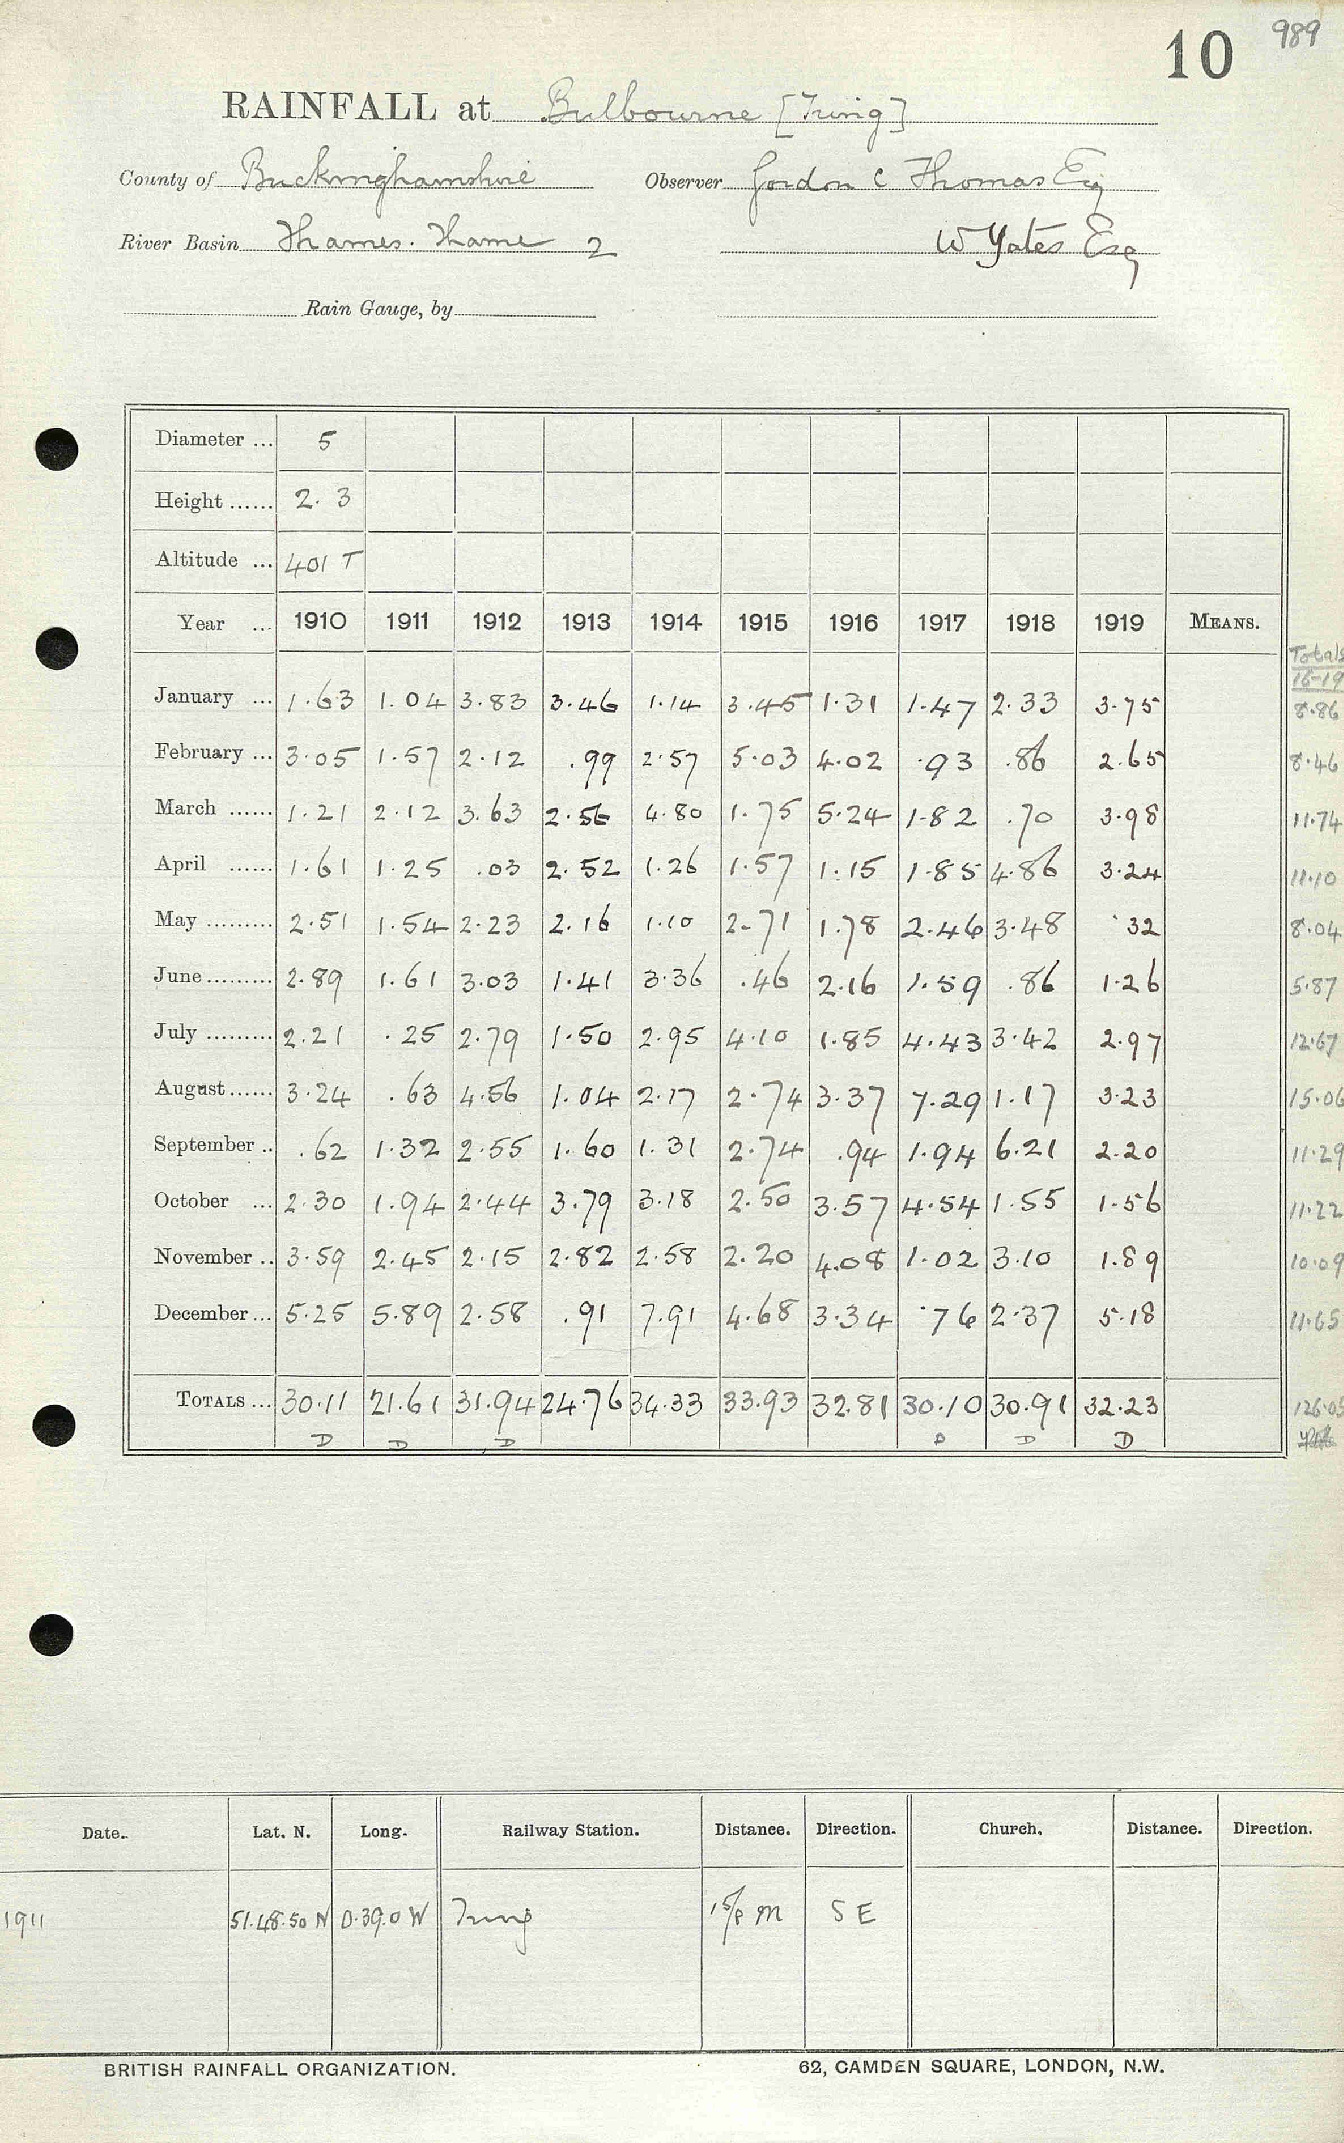 10 989
RAINFALL at Bulbourne [Tring]
County of Buckinghamshire Observer Gordon C Thomas Esq
River Basin Thames. Thame 2 W Yates Esq
Rain Gauge, by
Diameter ... 5
Height ...... 2. 3
Altitude ... 401 T
Year ... 1910 1911 1912 1913 1914 1915 1916 1917 1918 1919 MEANS.
Totals
16-19
January ... 1.63 1.04 3.83 3.46 1.14 3.45 1.31 1.47 2.33 3.75 8.86
February ... 3.05 1.57 2.12 .99 2.57 5.03 4.02 .93 .86 2.65 8.46
March ...... 1.21 2.12 3.63 2.56 4.80 1.75 5.24 1.82 .70 3.98 11.74
April ...... 1.61 1.25 .03 2.52 1.26 1.57 1.15 1.85 4.86 3.24 11.10
May ......... 2.51 1.54 2.23 2.16 1.10 2.71 1.78 2.46 3.48 .32 8.04
June ......... 2.89 1.61 3.03 1.41 3.36 .46 2.16 1.59 .86 1.26 5.87
July ......... 2.21 .25 2.79 1.50 2.95 4.10 1.85 4.43 3.42 2.97 12.67
August ...... 3.24 .63 4.56 1.04 2.17 2.74 3.37 7.29 1.17 3.23 15.06
September .. .62 1.32 2.55 1.60 1.31 2.74 .94 1.94 6.21 2.20 11.29
October ... 2.30 1.94 2.44 3.79 3.18 2.50 3.57 4.54 1.55 1.56 11.22
November .. 3.59 2.45 2.15 2.82 2.58 2.20 4.08 1.02 3.10 1.89 10.09
December ... 5.25 5.89 2.58 .91 7.91 4.68 3.34 .76 2.37 5.18 11.65
TOTALS ... 30.11 21.61 31.94 24.76 34.33 33.93 32.81 30.10 30.91 32.23 126.05
D D D D D D
Date. Lat. N. Long. Railway Station. Distance. Direction. Church. Distance. Direction.
1911 51.48.50 N 0.39.0 W Tring 1 5/8 m S E
BRITISH RAINFALL ORGANIZATION. 62, CAMDEN SQUARE, LONDON, N.W.